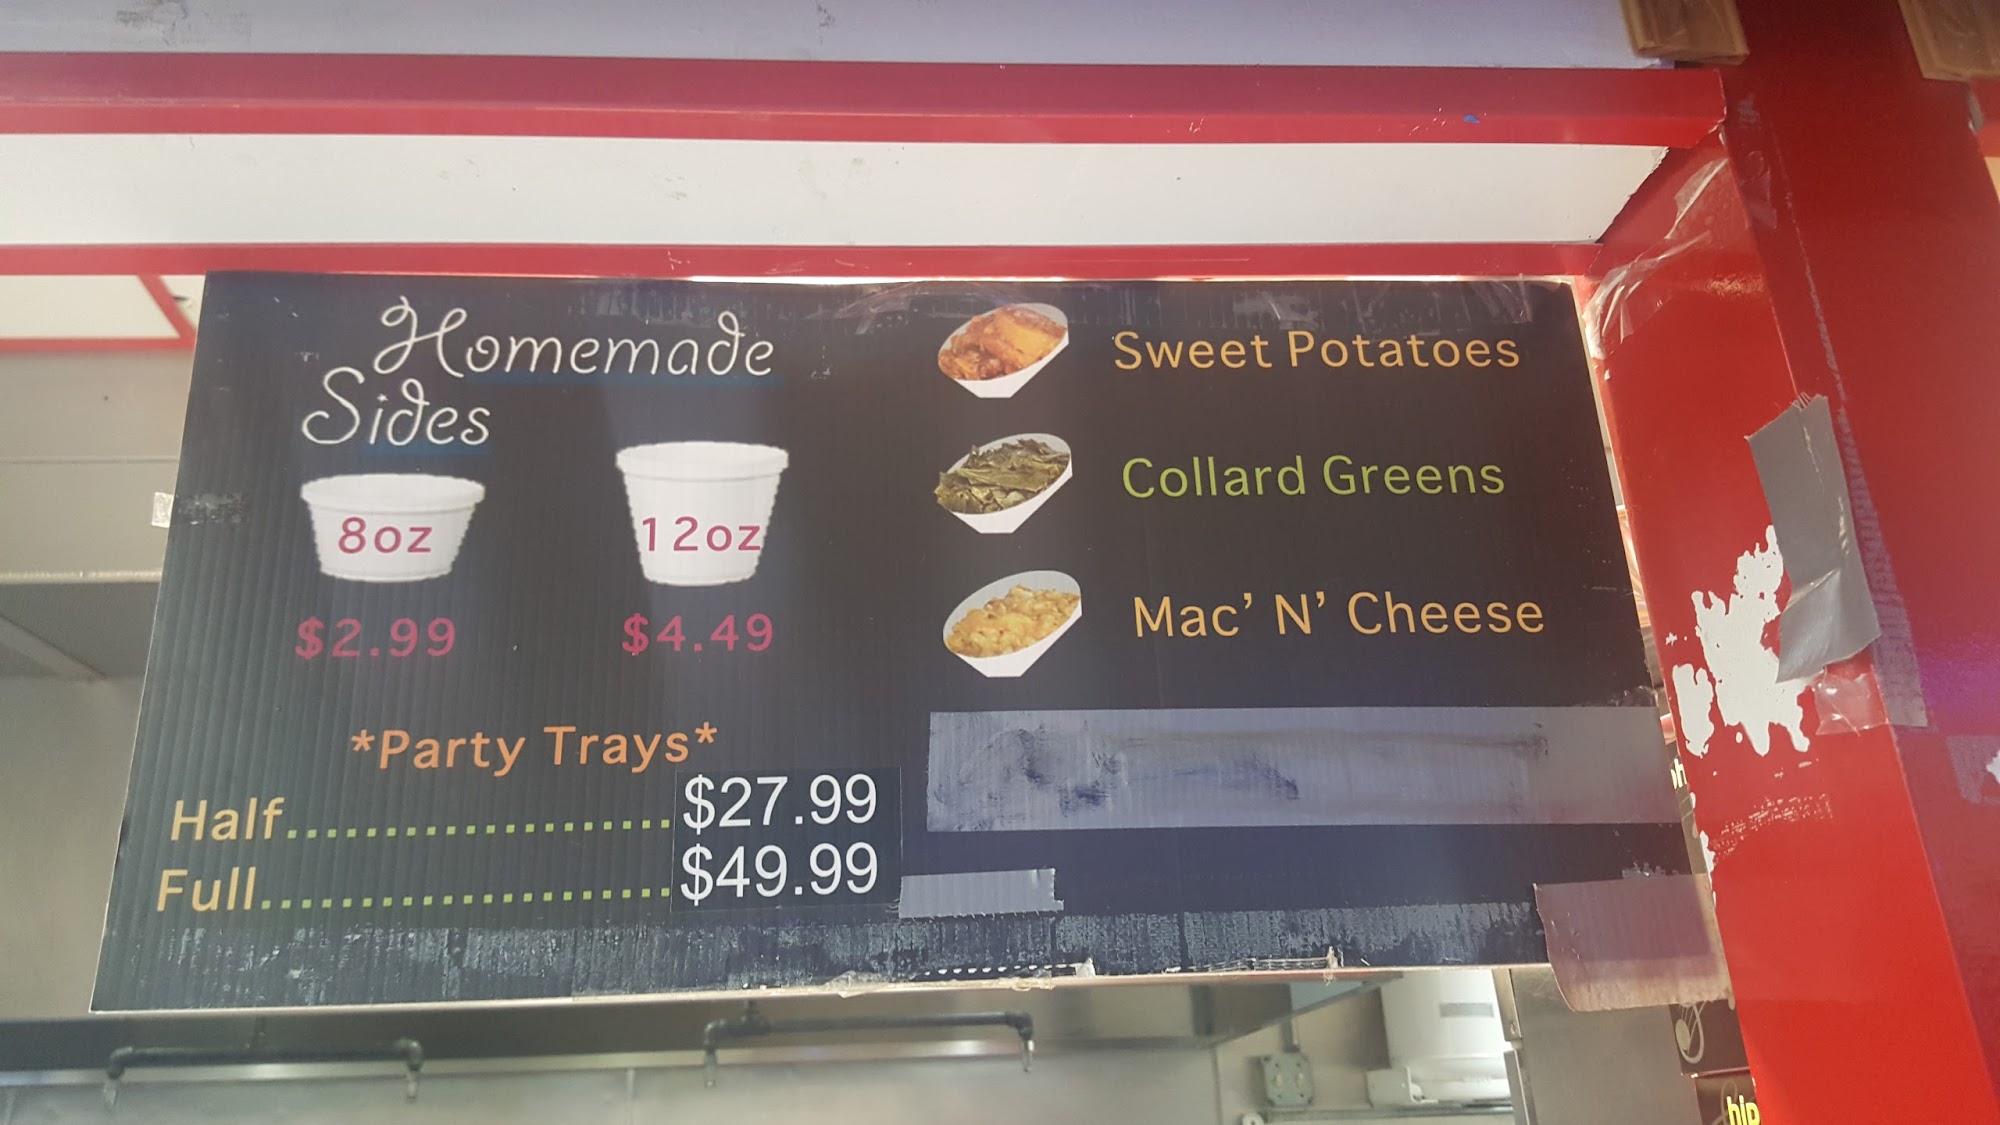 Homemade
Sides
8oz
12oz
$2.99
$4.49
*Party Trays*
Half....................$27.99
Full.....................$49.99
Sweet Potatoes
Collard Greens
Mac' N' Cheese